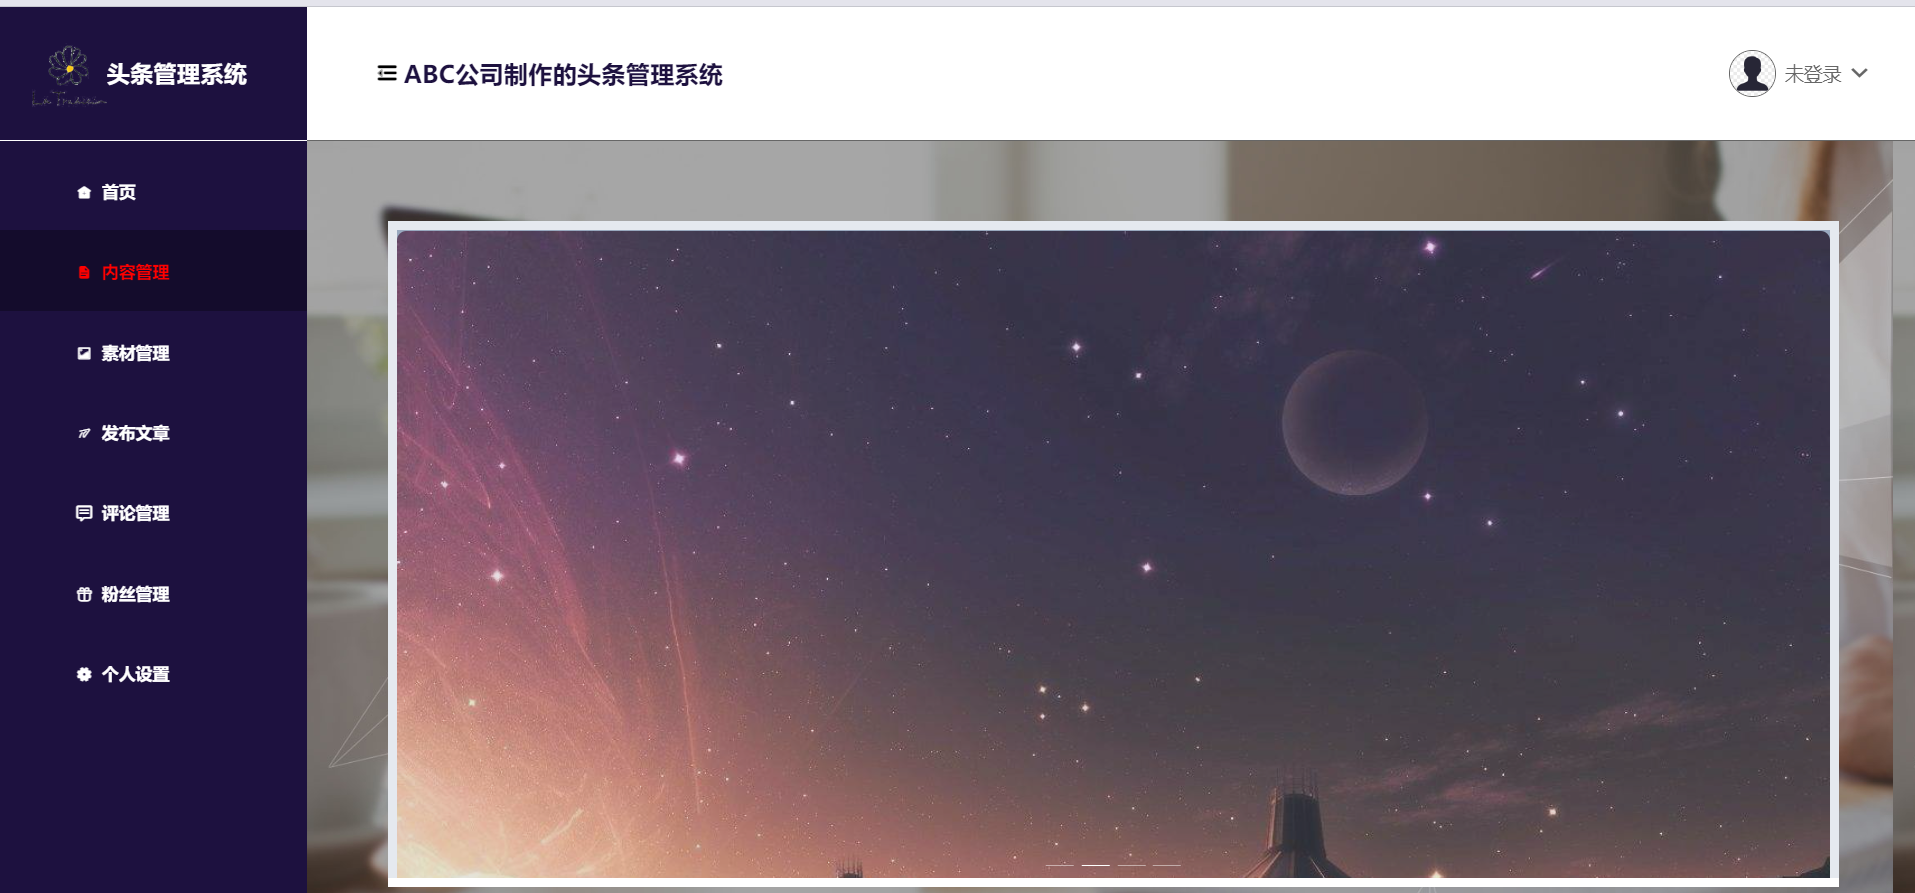 头条管理系统
ABC公司制作的头条管理系统
未登录
首页
内容管理
素材管理
发布文章
评论管理
粉丝管理
个人设置